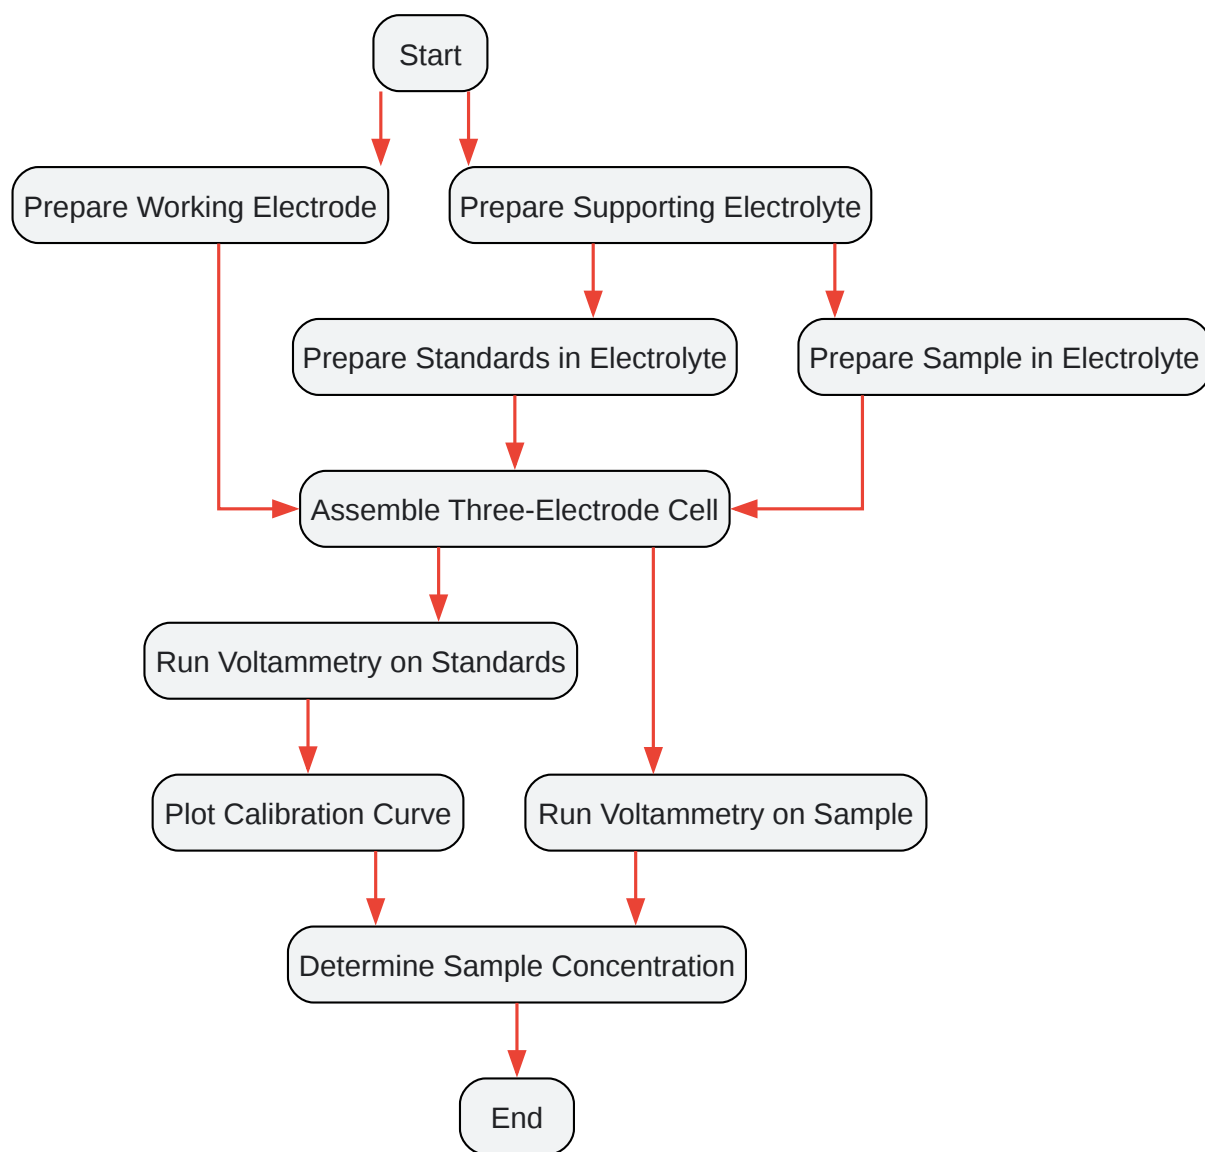 Start
Prepare Working Electrode
Prepare Supporting Electrolyte
Prepare Standards in Electrolyte
Prepare Sample in Electrolyte
Assemble Three-Electrode Cell
Run Voltammetry on Standards
Plot Calibration Curve
Run Voltammetry on Sample
Determine Sample Concentration
End